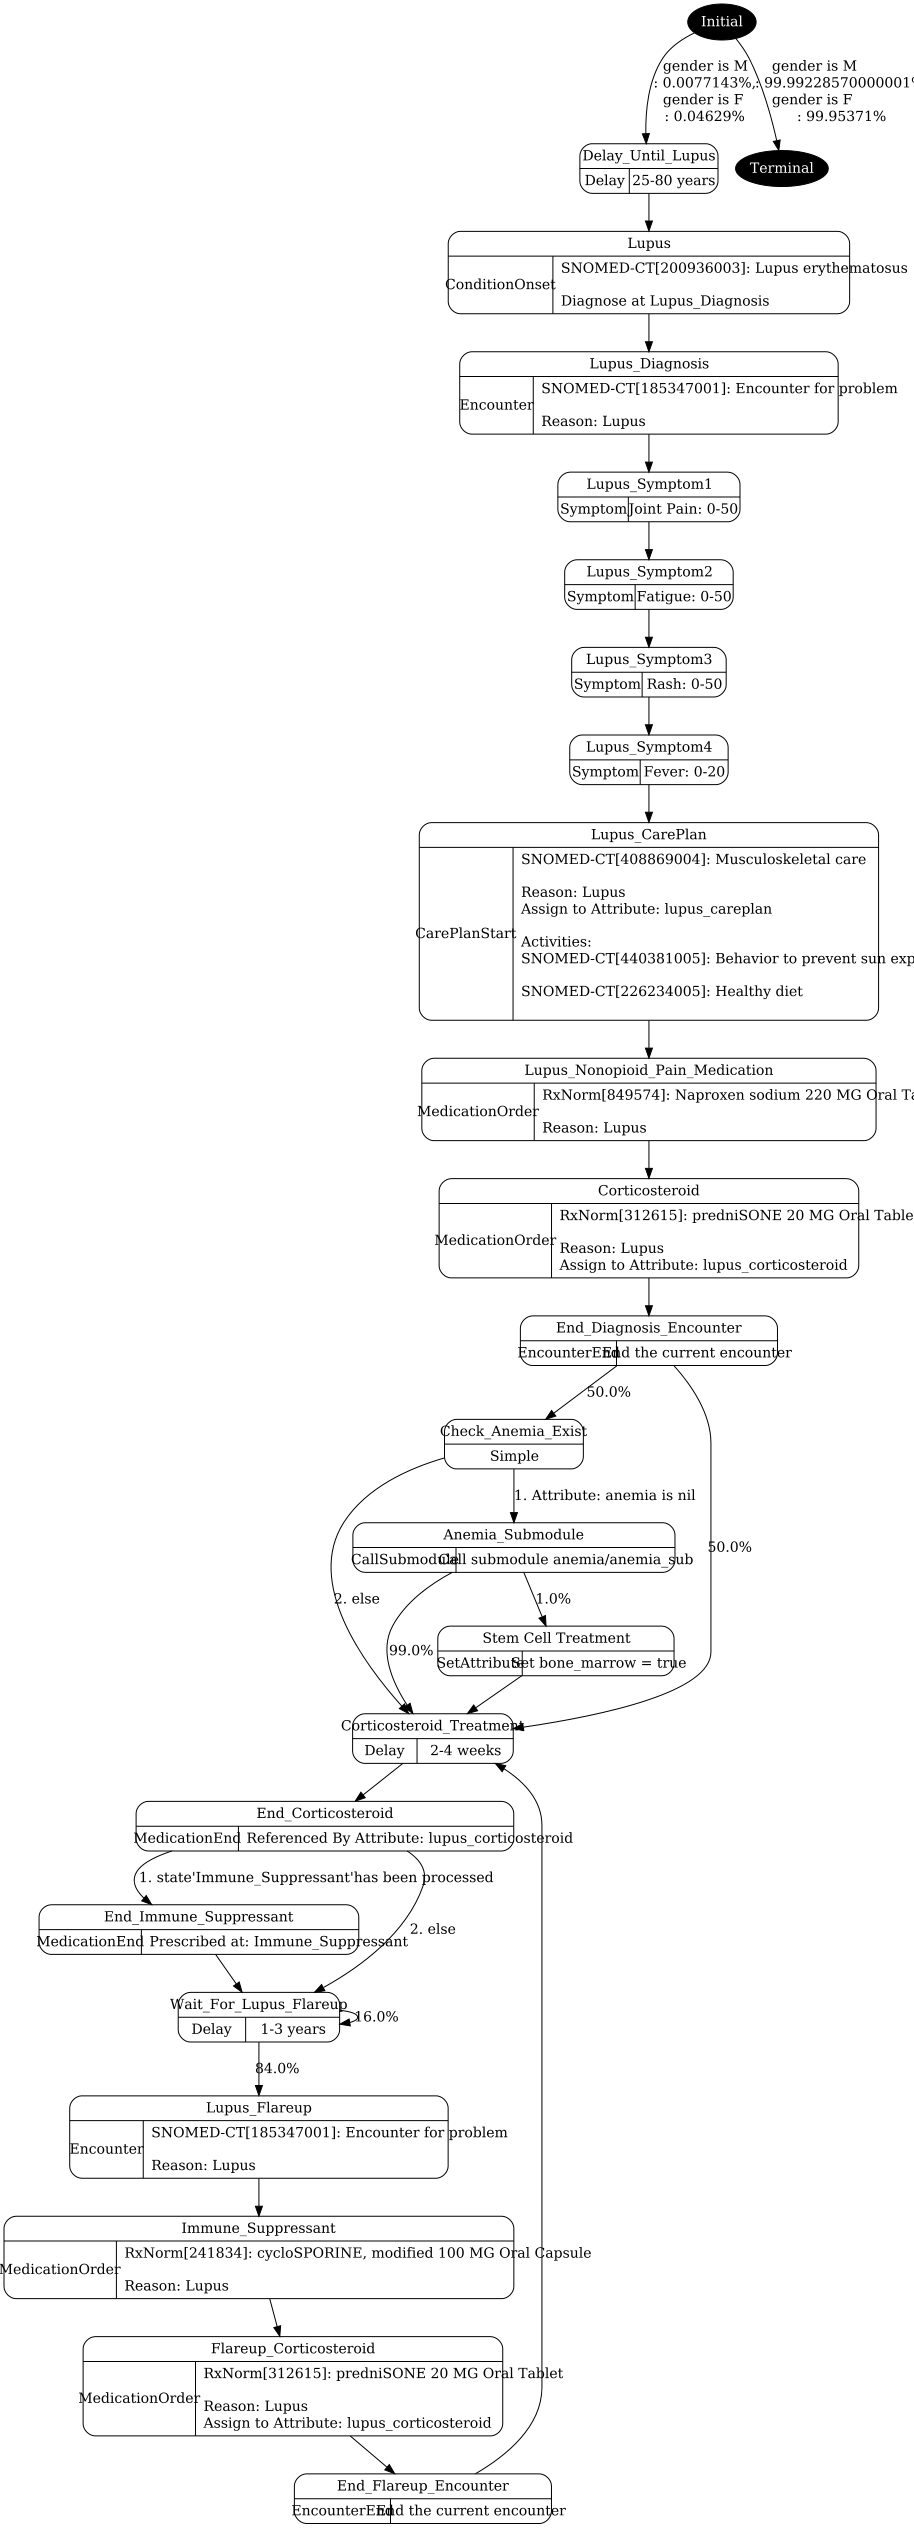 Initial
gender is M
: 0.0077143%,
gender is F
: 0.04629%
gender is M
: 99.99228570000001%
gender is F
: 99.95371%
Delay_Until_Lupus
Delay
25-80 years
Terminal
Lupus
ConditionOnset
SNOMED-CT[200936003]: Lupus erythematosus
Diagnose at Lupus_Diagnosis
Lupus_Diagnosis
Encounter
SNOMED-CT[185347001]: Encounter for problem
Reason: Lupus
Lupus_Symptom1
Symptom
Joint Pain: 0-50
Lupus_Symptom2
Symptom
Fatigue: 0-50
Lupus_Symptom3
Symptom
Rash: 0-50
Lupus_Symptom4
Symptom
Fever: 0-20
Lupus_CarePlan
CarePlanStart
SNOMED-CT[408869004]: Musculoskeletal care
Reason: Lupus
Assign to Attribute: lupus_careplan
Activities:
SNOMED-CT[440381005]: Behavior to prevent sun exp
SNOMED-CT[226234005]: Healthy diet
Lupus_Nonopioid_Pain_Medication
MedicationOrder
RxNorm[849574]: Naproxen sodium 220 MG Oral Ta
Reason: Lupus
Corticosteroid
MedicationOrder
RxNorm[312615]: predniSONE 20 MG Oral Table
Reason: Lupus
Assign to Attribute: lupus_corticosteroid
End_Diagnosis_Encounter
EncounterEnd
End the current encounter
50.0%
Check_Anemia_Exist
Simple
1. Attribute: anemia is nil
Anemia_Submodule
CallSubmodule
Call submodule anemia/anemia_sub
50.0%
2. else
1.0%
99.0%
Stem Cell Treatment
SetAttribute
Set bone_marrow = true
Corticosteroid_Treatment
Delay
2-4 weeks
End_Corticosteroid
MedicationEnd
Referenced By Attribute: lupus_corticosteroid
1. state'Immune_Suppressant'has been processed
End_Immune_Suppressant
MedicationEnd
Prescribed at: Immune_Suppressant
2. else
Wait_For_Lupus_Flareup
Delay
1-3 years
16.0%
84.0%
Lupus_Flareup
Encounter
SNOMED-CT[185347001]: Encounter for problem
Reason: Lupus
Immune_Suppressant
MedicationOrder
RxNorm[241834]: cycloSPORINE, modified 100 MG Oral Capsule
Reason: Lupus
Flareup_Corticosteroid
MedicationOrder
RxNorm[312615]: predniSONE 20 MG Oral Tablet
Reason: Lupus
Assign to Attribute: lupus_corticosteroid
End_Flareup_Encounter
EncounterEnd
End the current encounter